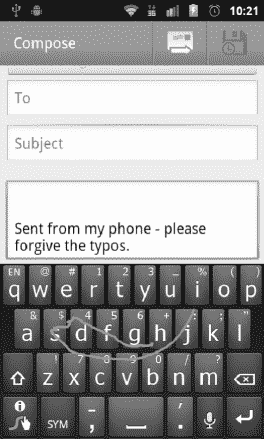 10:21
Compose
To
Subject
Sent from my phone - please
forgive the typos.
EN @ # 1 2 3 _ % ( )
q w e r t y u i o p
& $ 4 5 6 + : ; "
a s d f g h j k l
! 7 8 9 0 / ?
z x c v b n m
SYM - , : .